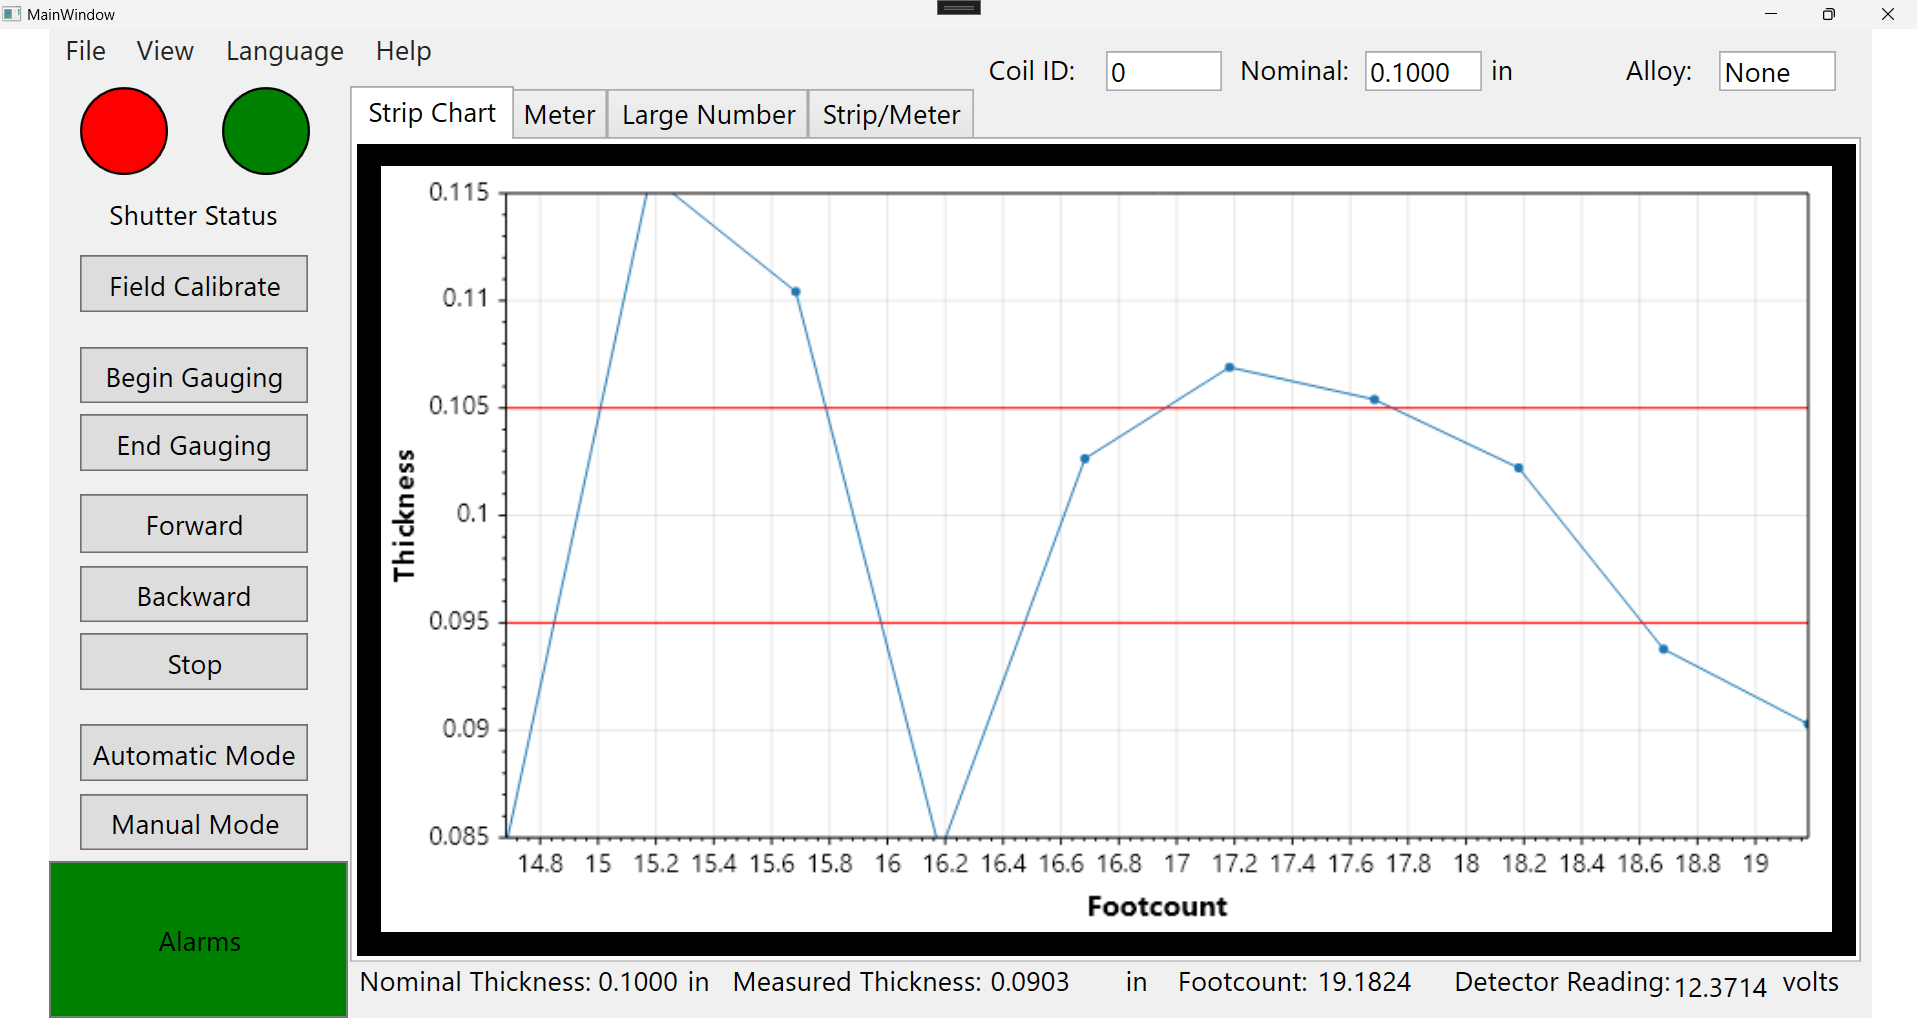 MainWindow
File View Language Help
Coil ID: 0 Nominal: 0.1000 in Alloy: None
Strip Chart Meter Large Number Strip/Meter
Shutter Status
Field Calibrate
Begin Gauging
End Gauging
Forward
Backward
Stop
Automatic Mode
Manual Mode
Alarms
Thickness
0.115
0.11
0.105
0.1
0.095
0.09
0.085
14.8 15 15.2 15.4 15.6 15.8 16 16.2 16.4 16.6 16.8 17 17.2 17.4 17.6 17.8 18 18.2 18.4 18.6 18.8 19
Footcount
Nominal Thickness: 0.1000 in Measured Thickness: 0.0903 in Footcount: 19.1824 Detector Reading: 12.3714 volts